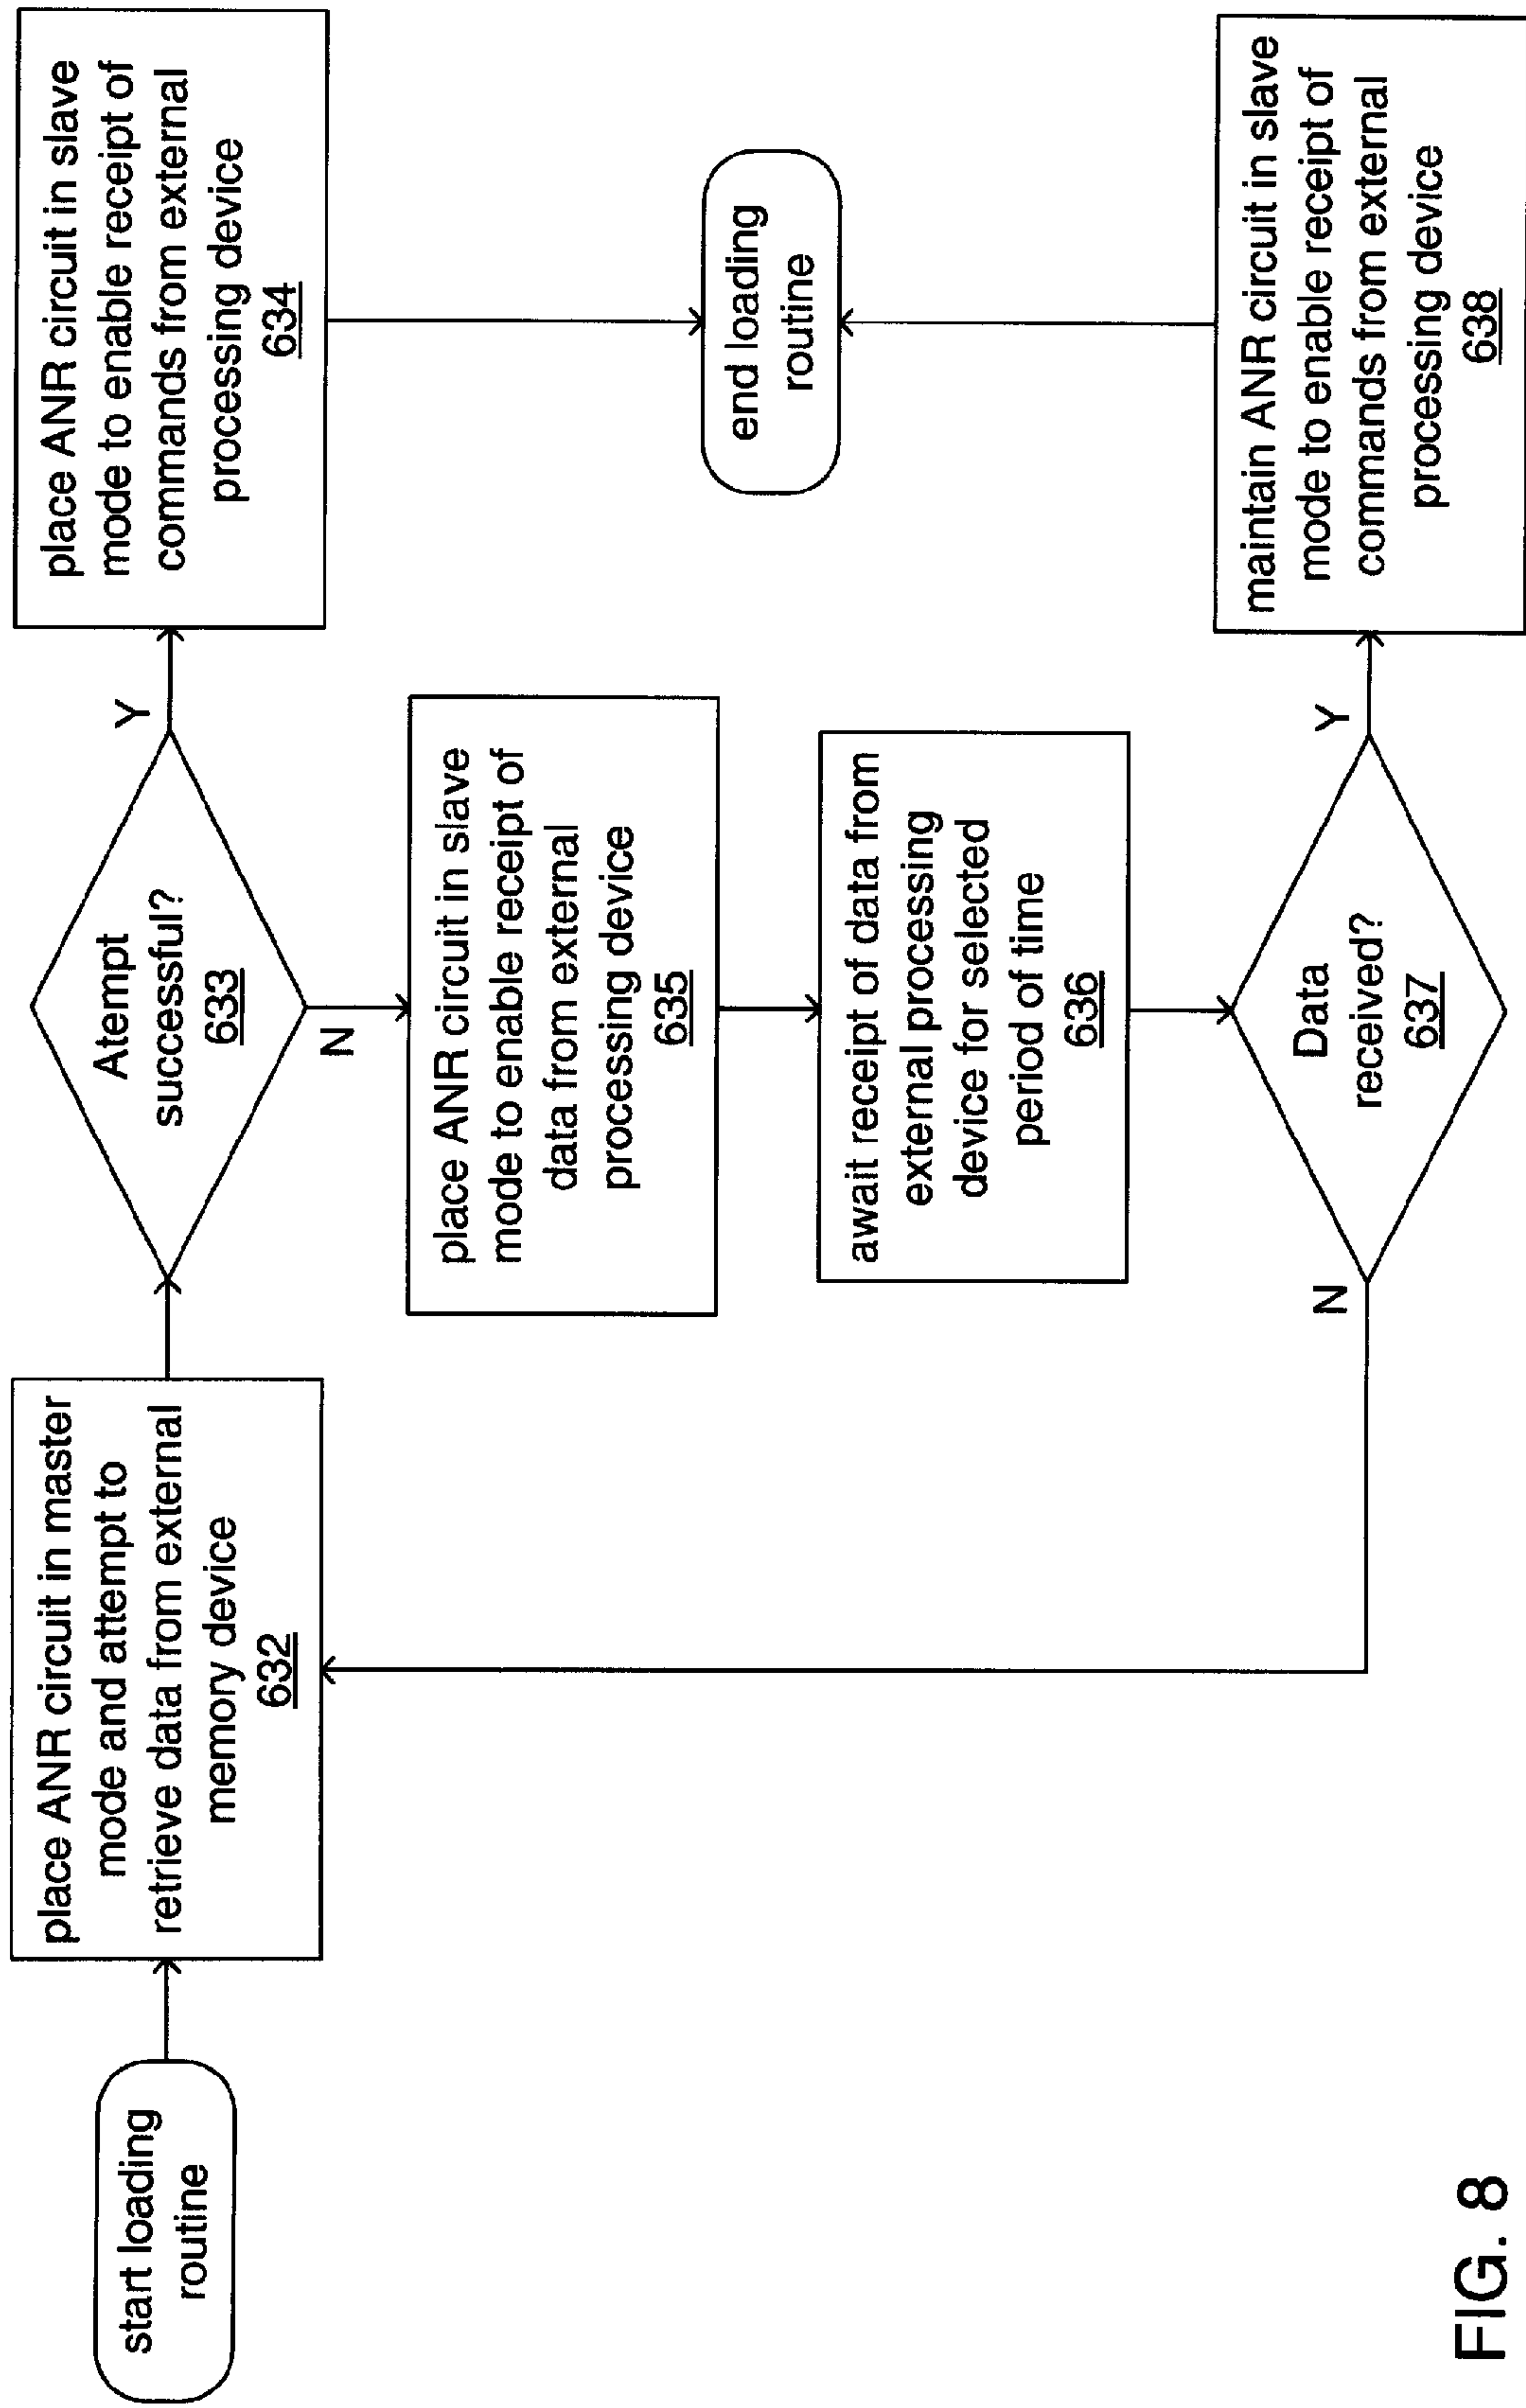 start loading
routine
place ANR circuit in master
mode and attempt to
retrieve data from external
memory device
632
Atempt
successful?
633
Y
N
place ANR circuit in slave
mode to enable receipt of
commands from external
processing device
634
place ANR circuit in slave
mode to enable receipt of
data from external
processing device
635
await receipt of data from
external processing
device for selected
period of time
636
Data
received?
637
N
Y
maintain ANR circuit in slave
mode to enable receipt of
commands from external
processing device
638
end loading
routine
FIG. 8